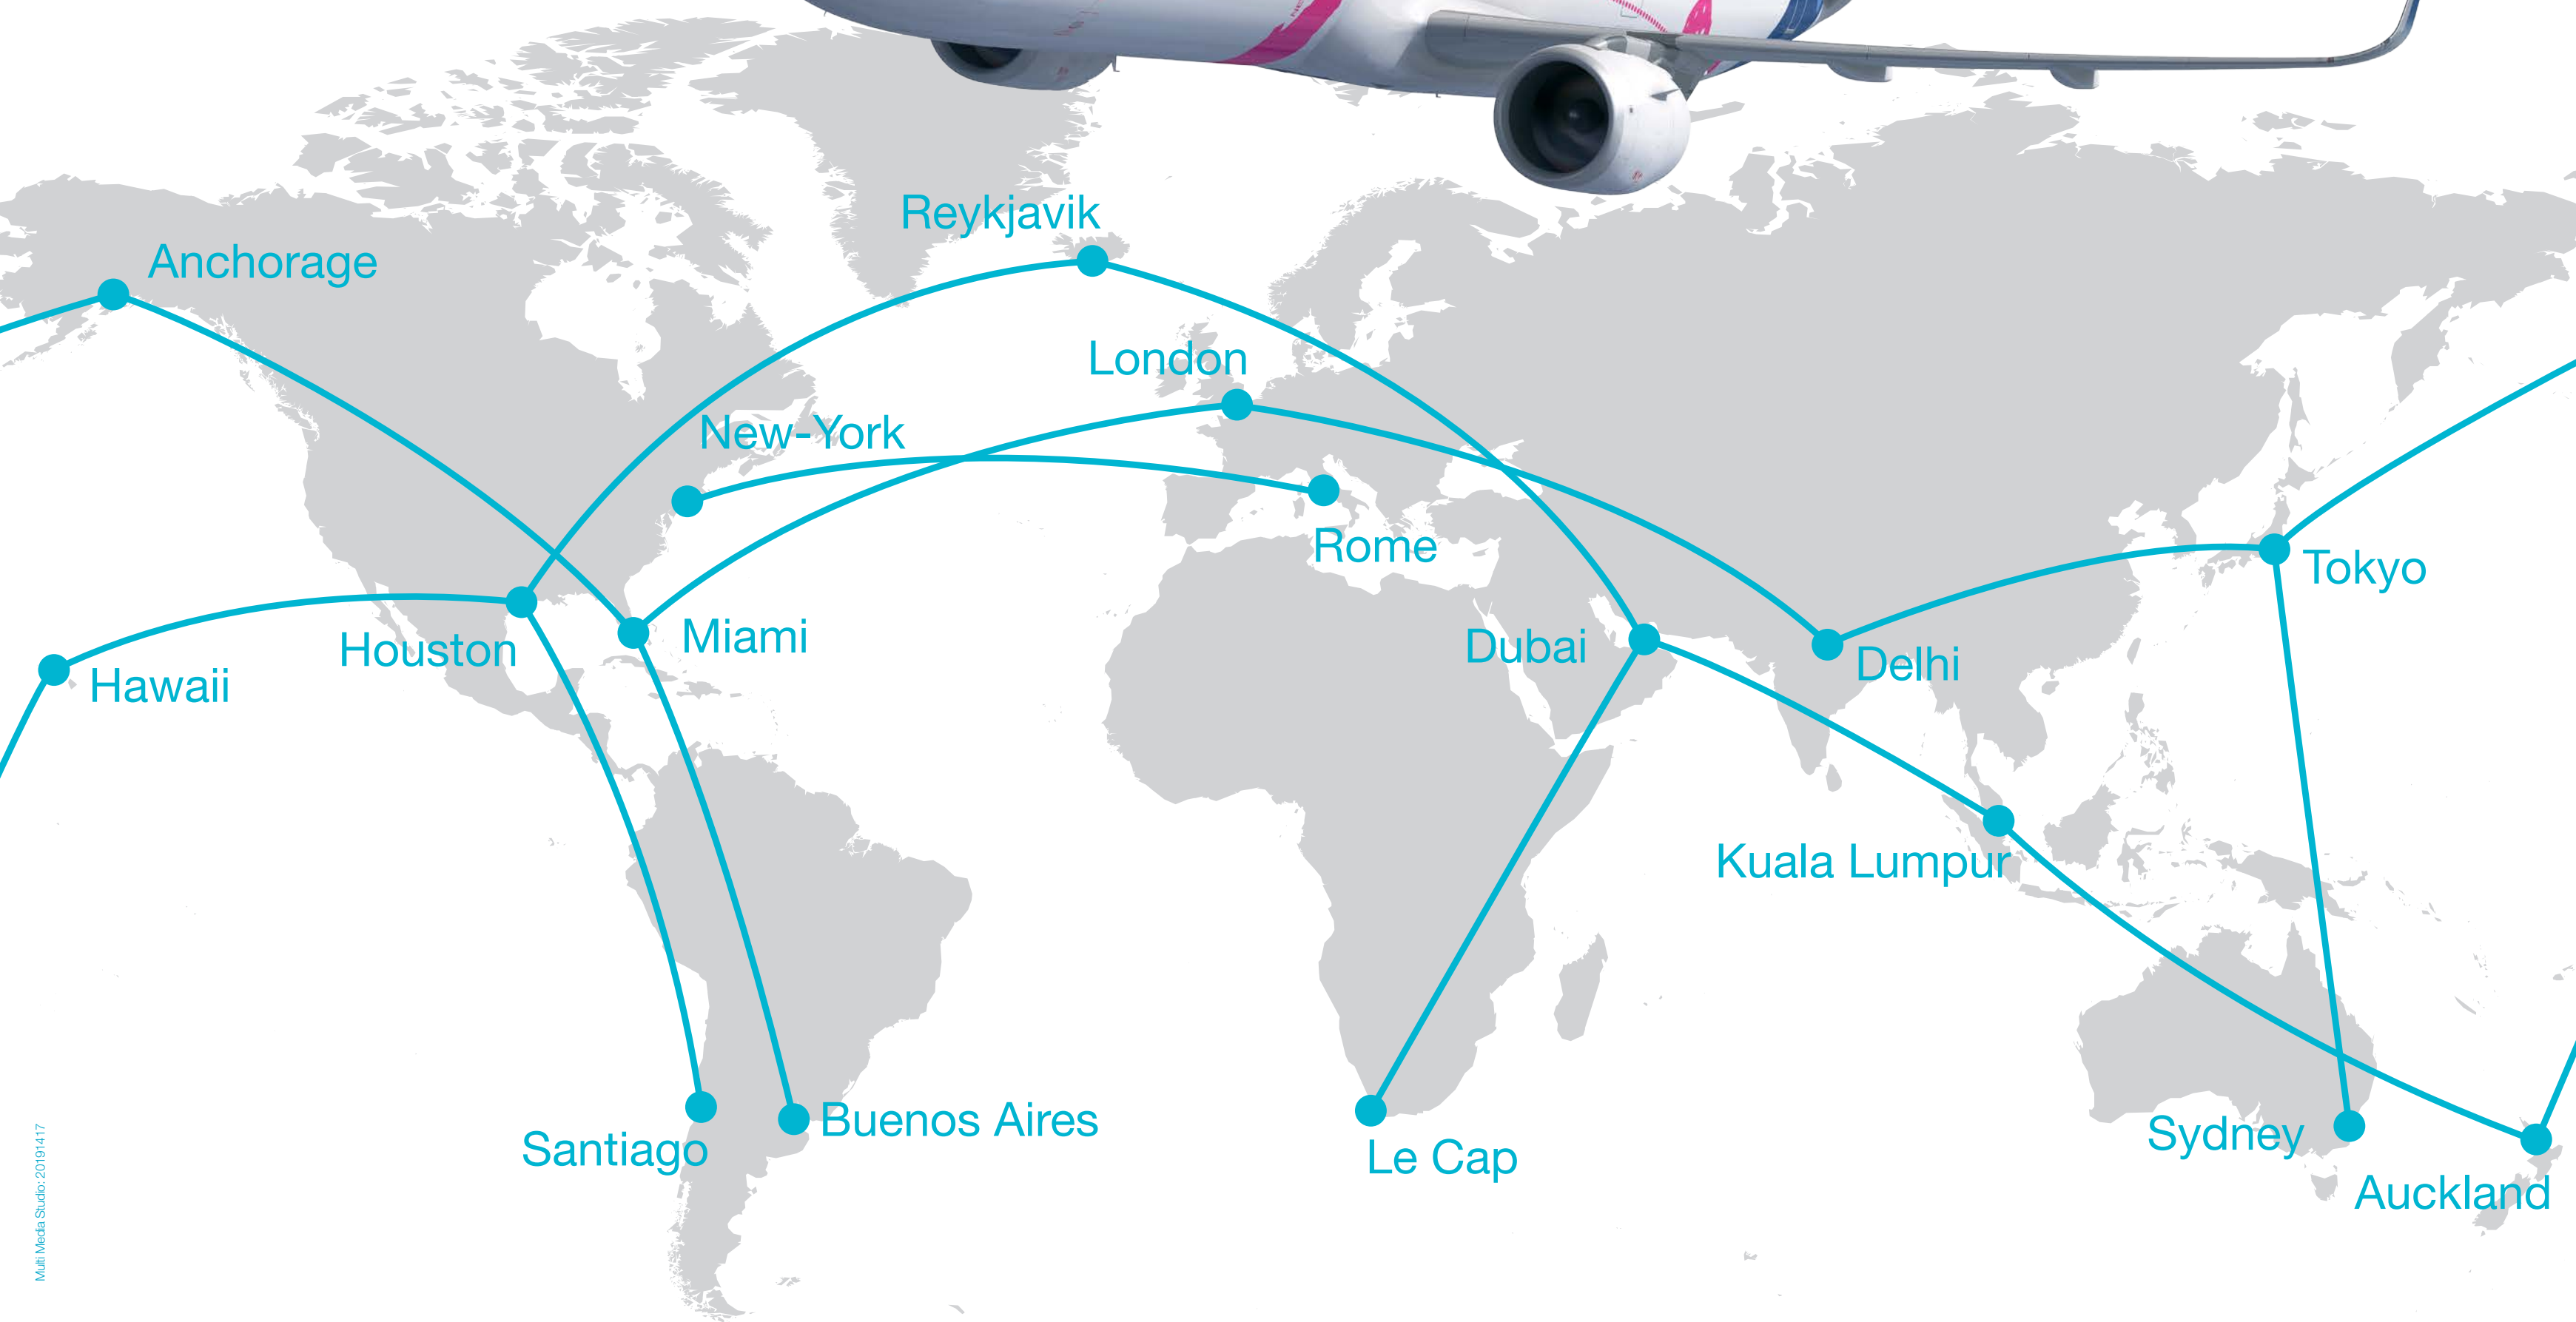 Reykjavik
Anchorage
London
New-York
Rome
Tokyo
Houston
Miami
Dubai
Delhi
Hawaii
Kuala Lumpur
Buenos Aires
Santiago
Le Cap
Sydney
Auckland
Multi Media Studio: 20191417